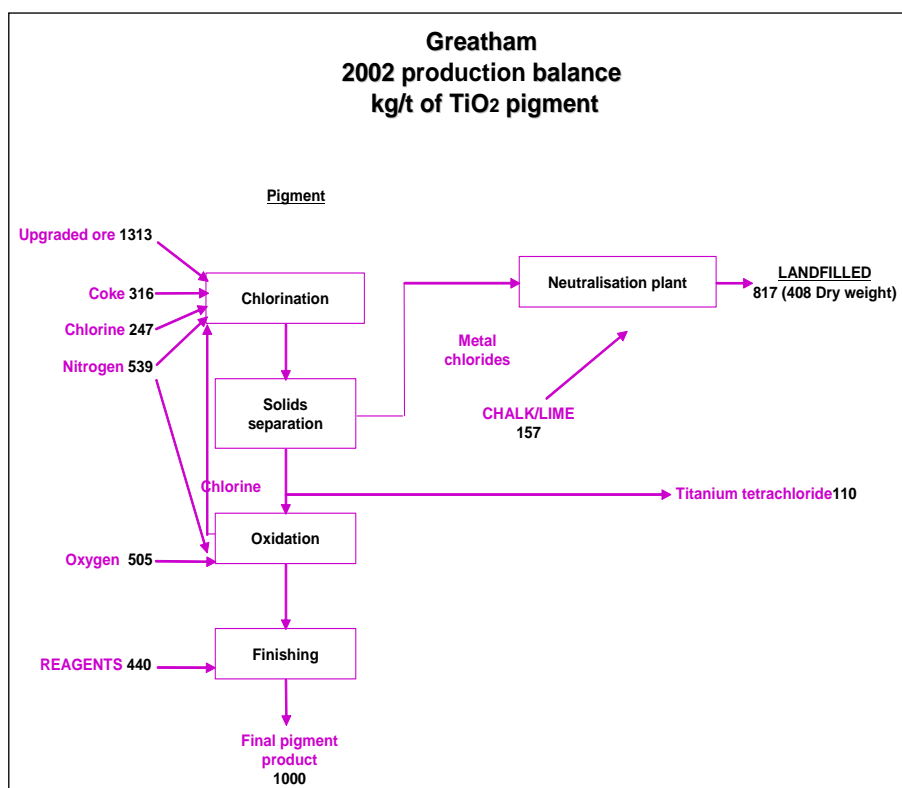 Greatham
2002 production balance
kg/t of TiO2 pigment
Pigment
Upgraded ore 1313
Coke 316
Chlorine 247
Nitrogen 539
Chlorination
Neutralisation plant
LANDFILLED
817 (408 Dry weight)
Metal
chlorides
Solids
separation
CHALK/LIME
157
Chlorine
Titanium tetrachloride110
Oxidation
Oxygen 505
Finishing
REAGENTS 440
Final pigment
product
1000